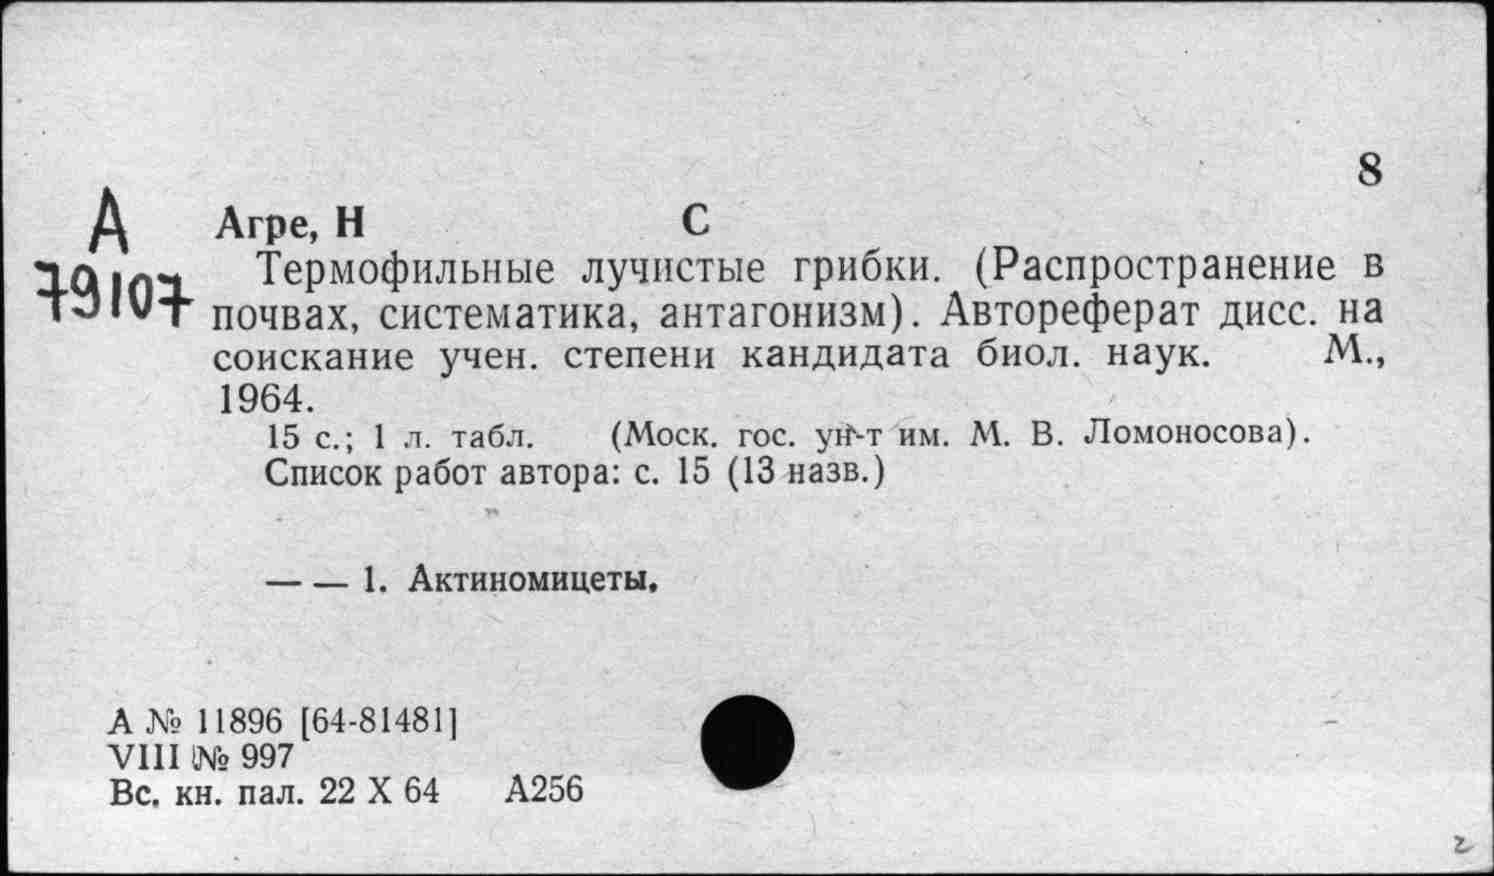 8
А Агре, Н С
79107 Термофильные лучистые грибки. (Распространение в
почвах, систематика, антагонизм). Автореферат дисс. на
соискание учен. степени кандидата биол. наук. М.,
1964.
15 с.; 1 л. табл. (Моск. гос. ун-т им. М. В. Ломоносова).
Список работ автора: с. 15 (13 назв.)
— — 1. Актиномицеты.
А № 11896 [64-81481]
VIII № 997
Вс. кн. пал. 22 X 64 А256